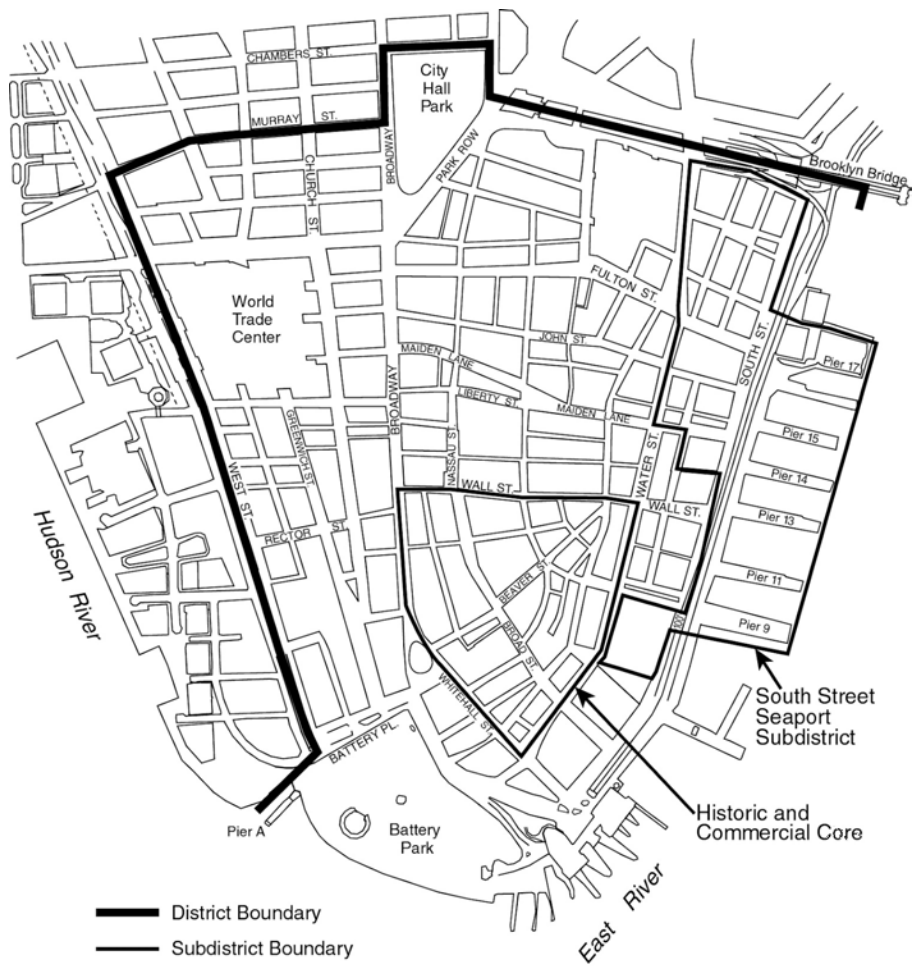 CHAMBERS ST.
City
Hall
Park
MURRAY ST.
BROADWAY
PARK ROW
CHURCH ST.
Brooklyn Bridge
World
Trade
Center
FULTON ST.
SOUTH ST.
JOHN ST.
MAIDEN LANE
Pier 17
LIBERTY ST.
MAIDEN LANE
BROADWAY
GREENWICH ST.
NASSAU ST.
WATER ST.
Pier 15
Pier 14
WEST ST.
WALL ST.
WALL ST.
Pier 13
RECTOR ST.
Hudson River
BEAVER ST.
Pier 11
BROAD ST.
Pier 9
WHITEHALL ST.
South Street
Seaport
Subdistrict
BATTERY PL.
Historic and
Commercial Core
Pier A
Battery
Park
East River
District Boundary
Subdistrict Boundary